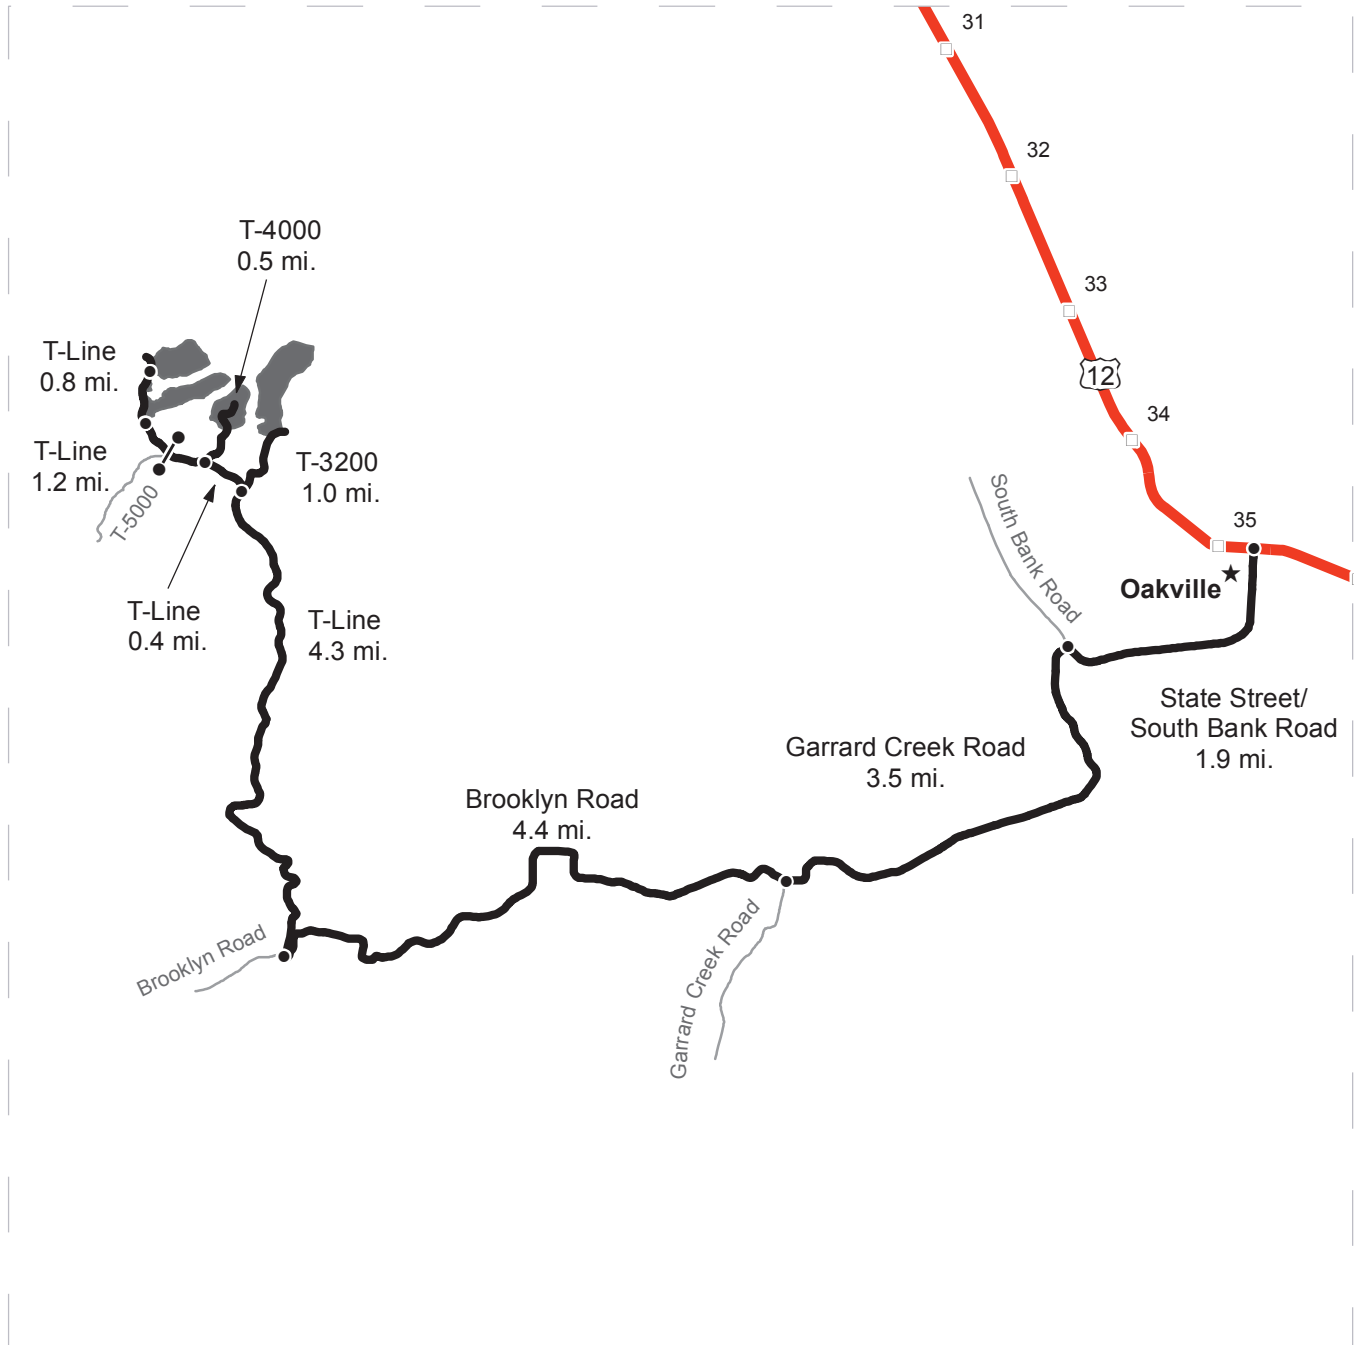 31
32
T-4000
0.5 mi.
33
T-Line
0.8 mi.
12
34
T-Line
1.2 mi.
T-3200
1.0 mi.
T-5000
South Bank Road
35
Oakville
T-Line
0.4 mi.
T-Line
4.3 mi.
State Street/
South Bank Road
1.9 mi.
Garrard Creek Road
3.5 mi.
Brooklyn Road
4.4 mi.
Brooklyn Road
Garrard Creek Road